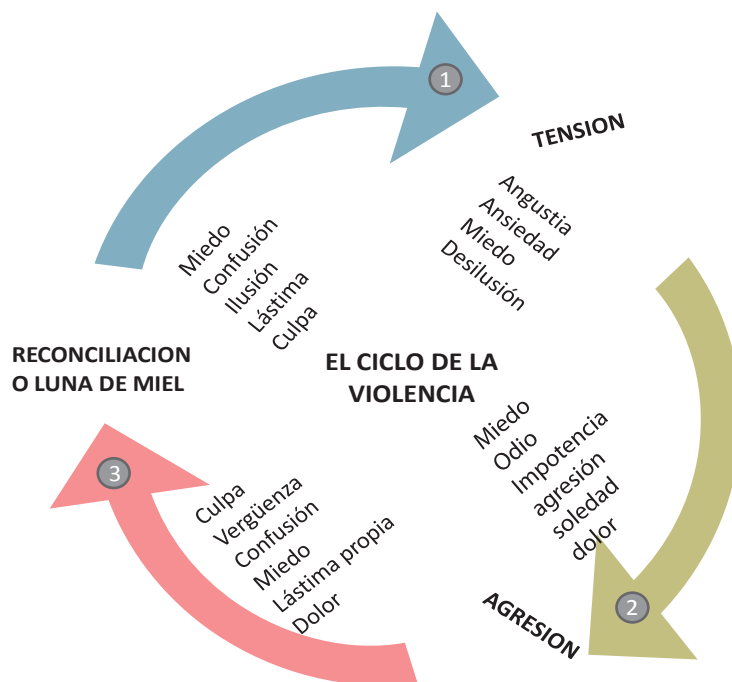 1
TENSION
Angustia
Ansiedad
Miedo
Desilusión
Miedo
Confusión
Ilusión
Lástima
Culpa
RECONCILIACION
O LUNA DE MIEL
EL CICLO DE LA
VIOLENCIA
Miedo
Odio
Impotencia
agresión
soledad
dolor
2
AGRESION
3
Culpa
Vergüenza
Confusión
Miedo
Lástima propia
Dolor